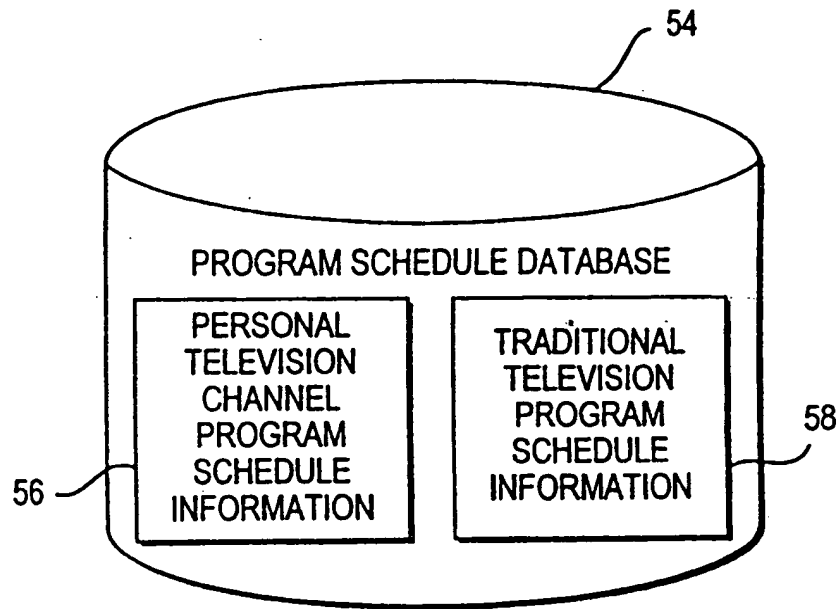 54
PROGRAM SCHEDULE DATABASE
PERSONAL
TELEVISION
CHANNEL
PROGRAM
SCHEDULE
INFORMATION
TRADITIONAL
TELEVISION
PROGRAM
SCHEDULE
INFORMATION
56
58